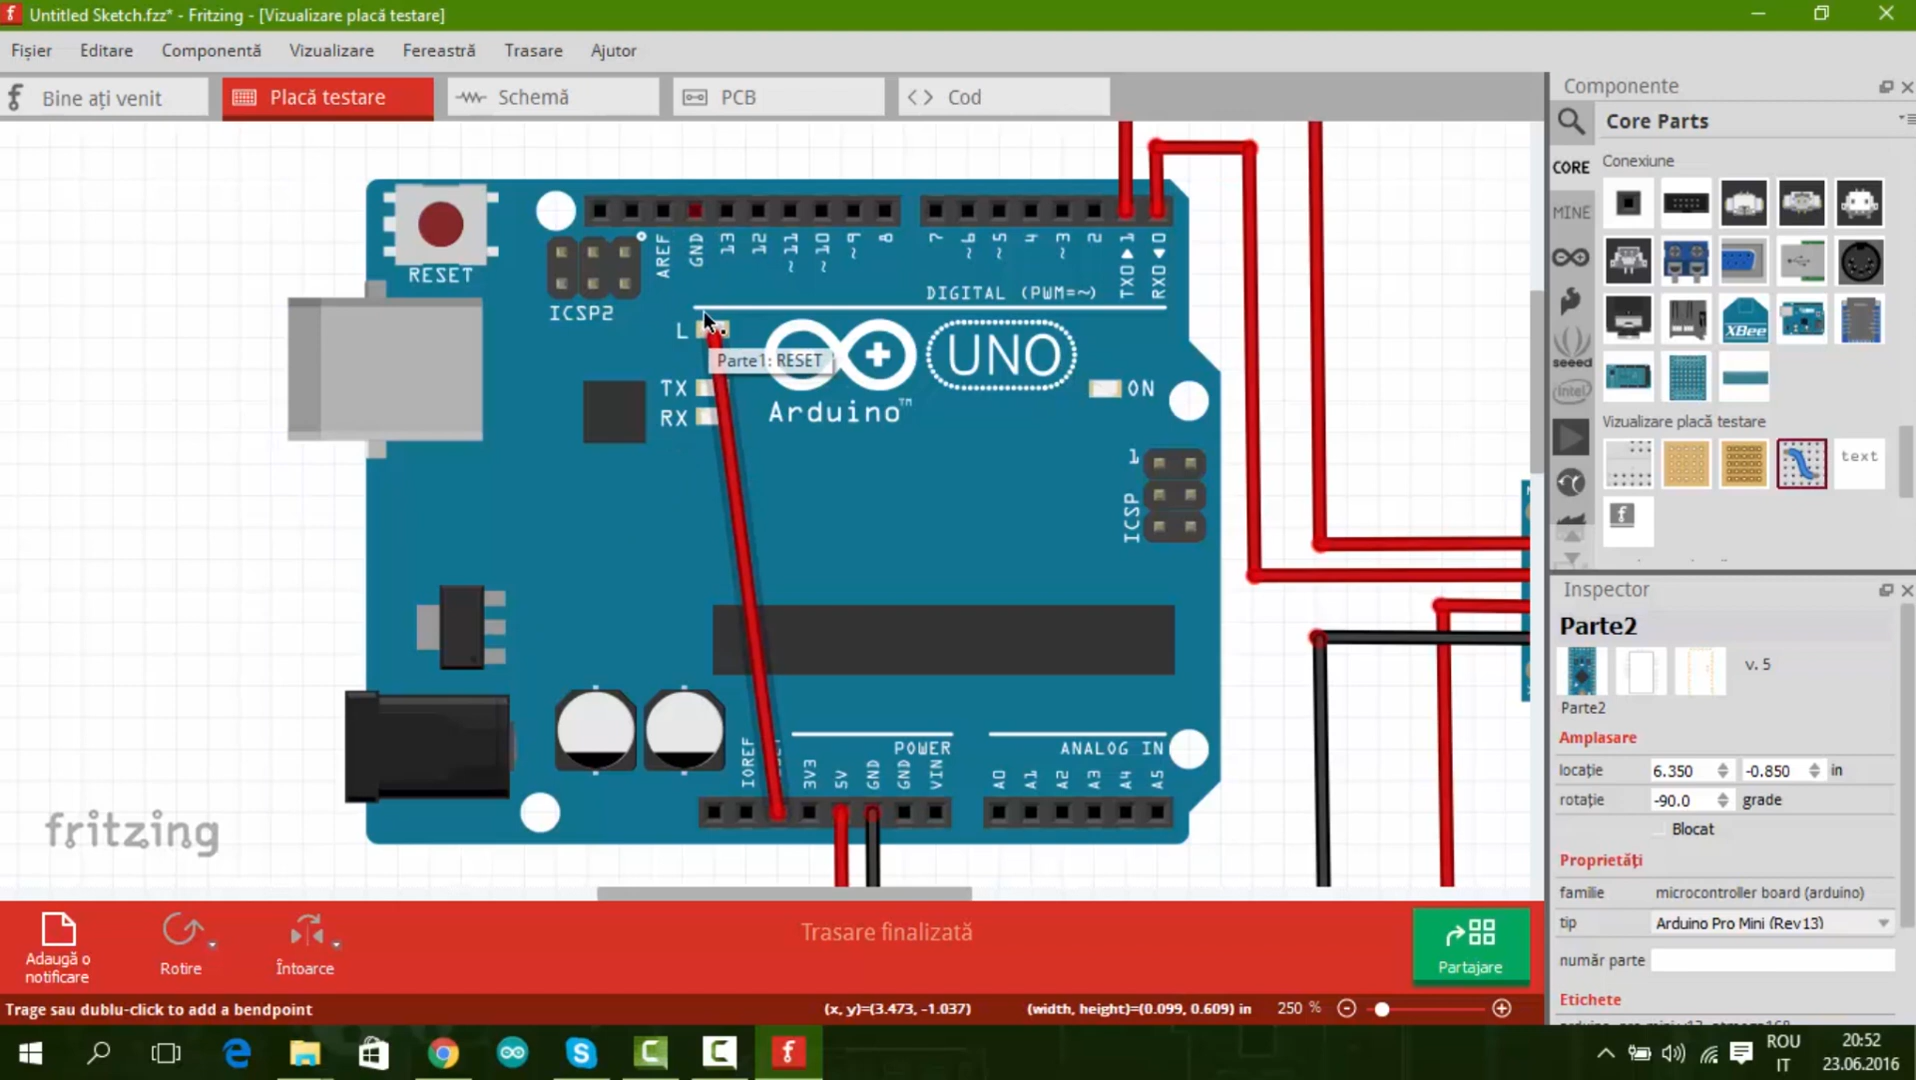 Untitled Sketch.fzz* - Fritzing - [Vizualizare placă testare]
Fișier Editare Componentă Vizualizare Fereastră Trasare Ajutor
Bine ați venit Placă testare Schemă PCB Cod
Componente
Core Parts
CORE
MINE
seeed
intel
Conexiune
XBee
Vizualizare placă testare
text
RESET
ICSP2
AREF
GND
13
12
~11
~10
~9
8
7
~6
~5
4
~3
2
TXO▶1
RXO◀0
DIGITAL (PWM=~)
L
Parte1: RESET
UNO
TX
RX
Arduino™
ON
1
ICSP
IOREF
3V3
5V
GND
GND
VIN
POWER
ANALOG IN
A0
A1
A2
A3
A4
A5
fritzing
Inspector
Parte2
v. 5
Parte2
Amplasare
locație 6.350 -0.850 in
rotație -90.0 grade
Blocat
Proprietăți
familie microcontroller board (arduino)
tip Arduino Pro Mini (Rev13)
număr parte
Etichete
Adaugă o
notificare
Rotire
Întoarce
Trasare finalizată
Partajare
Trage sau dublu-click to add a bendpoint
(x, y)=(3.473, -1.037) (width, height)=(0.099, 0.609) in 250 %
ROU
IT
20:52
23.06.2016